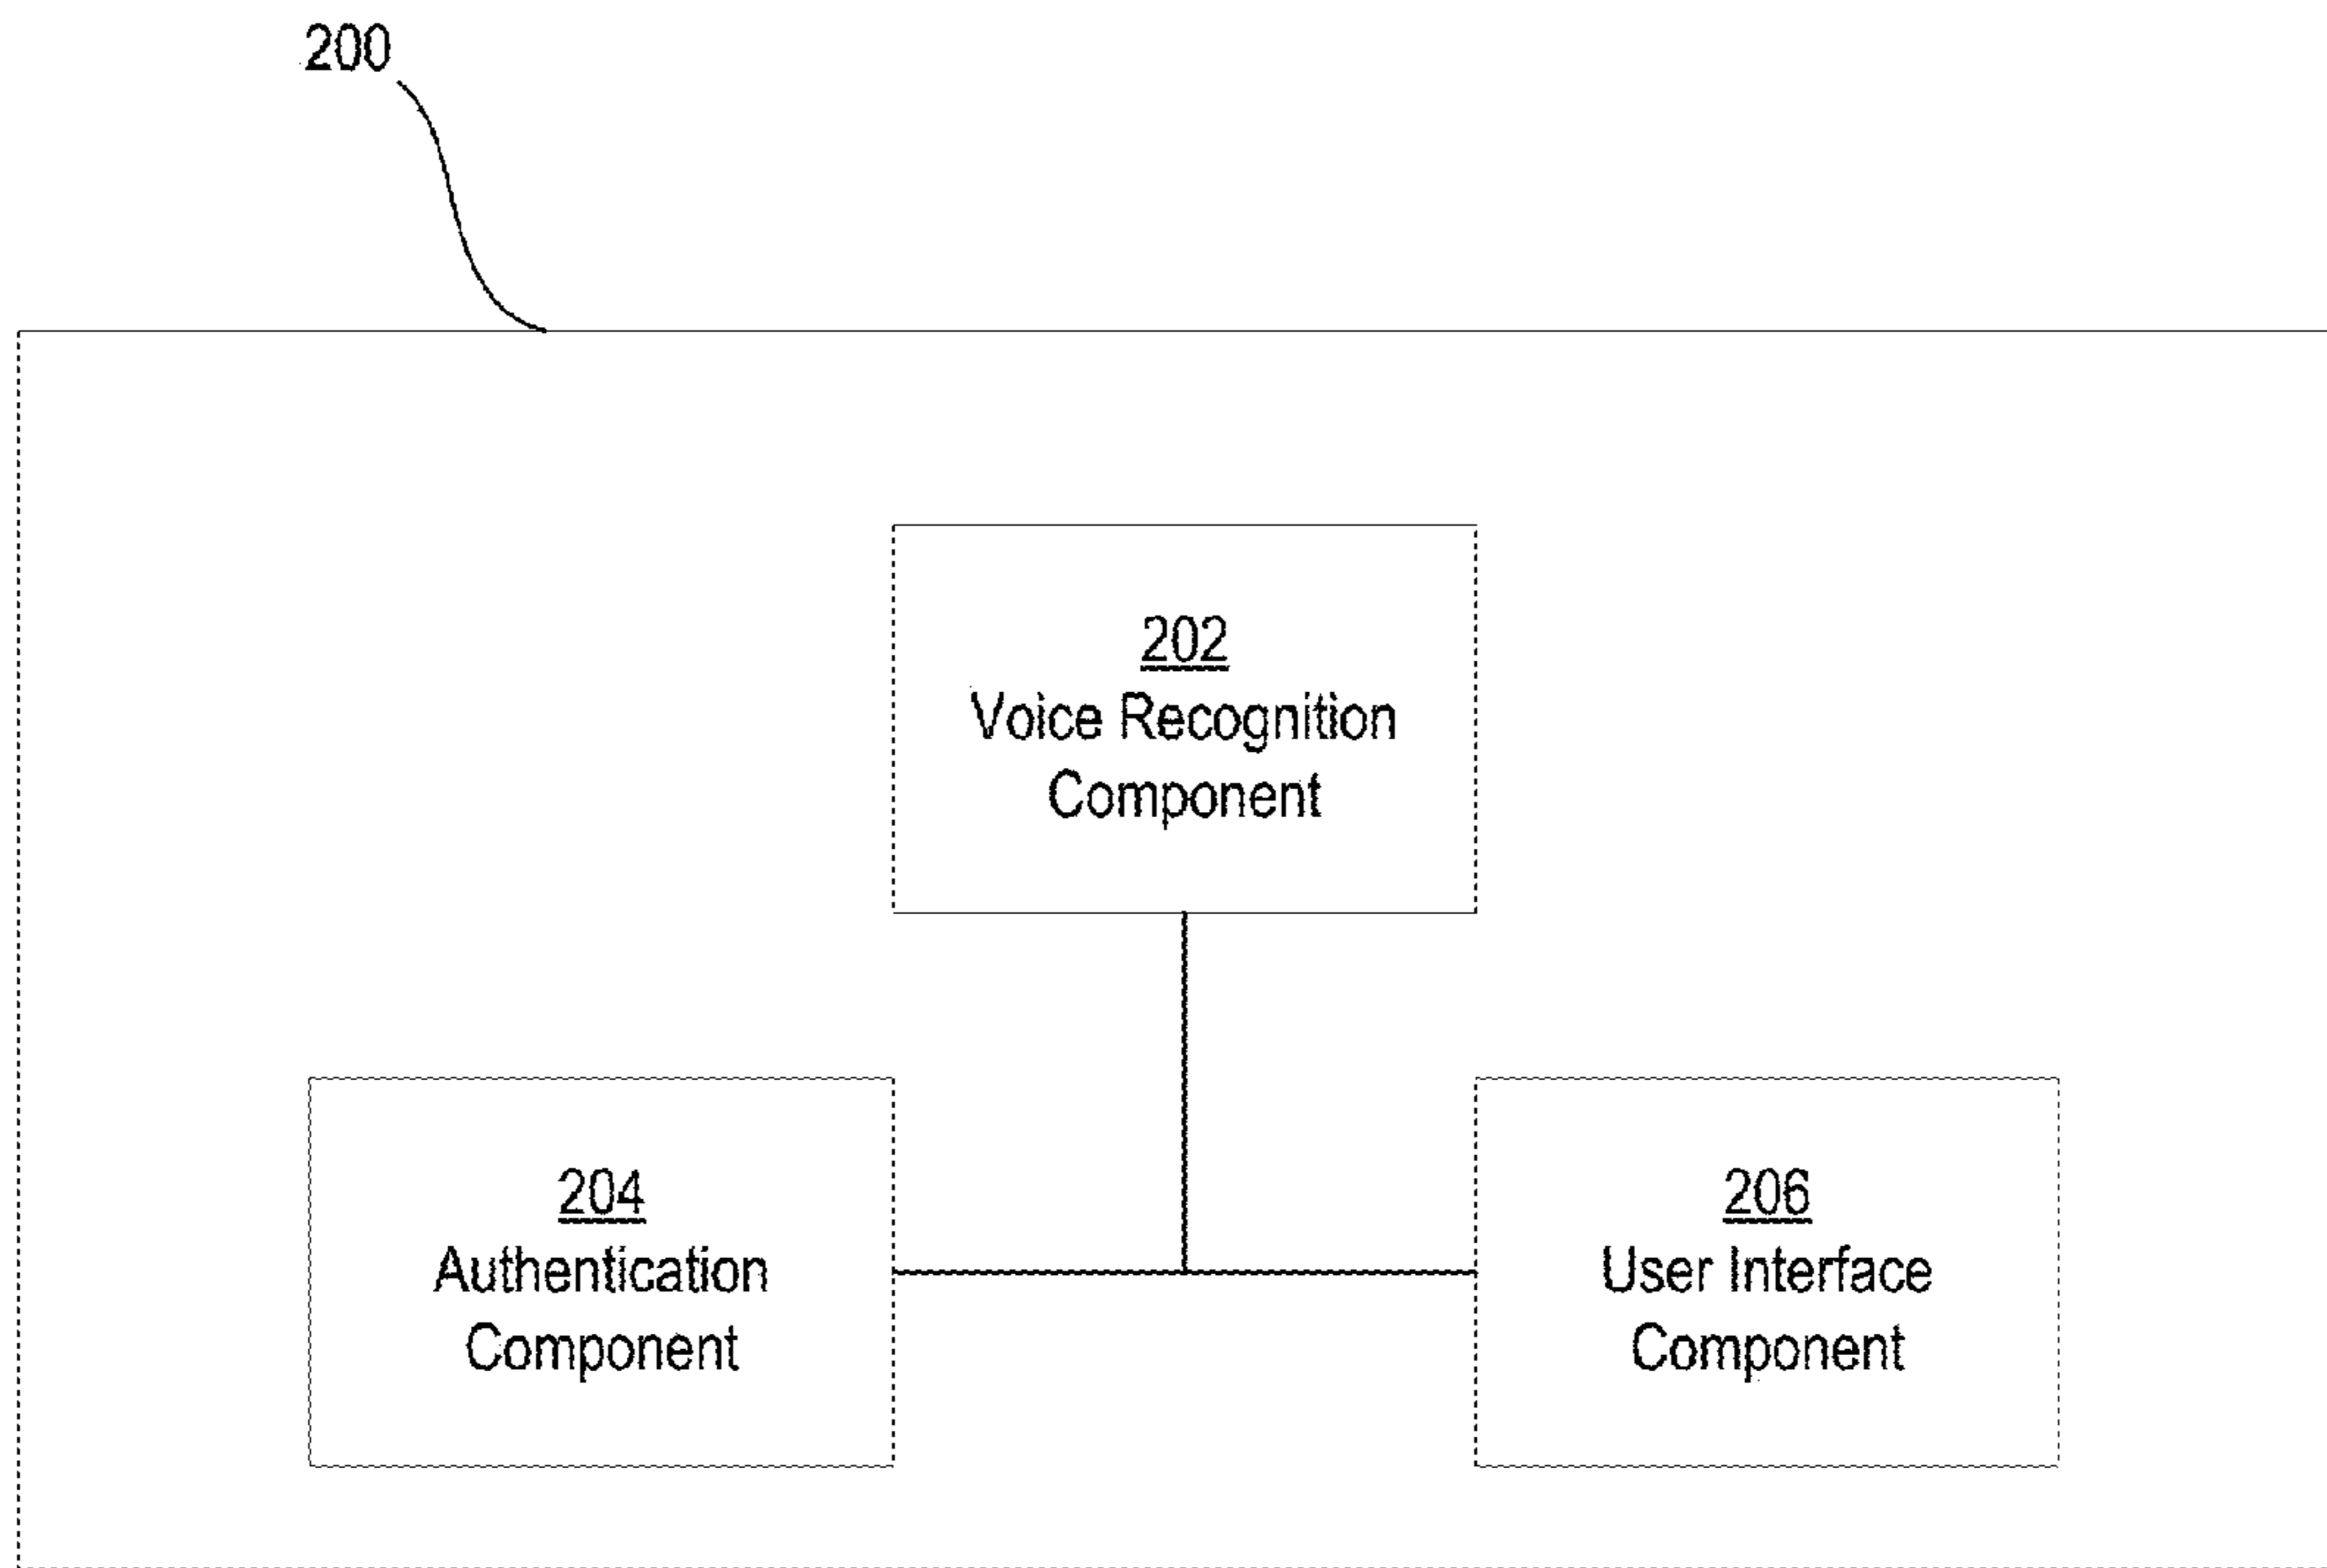 200
202
Voice Recognition
Component
204
Authentication
Component
206
User Interface
Component